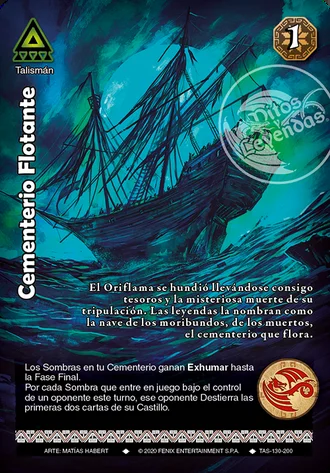 1
Talismán
Mitos
y
Leyendas
Cementerio Flotante
El Oriflama se hundió llevándose consigo
tesoros y la misteriosa muerte de su
tripulación. Las leyendas la nombran como
la nave de los moribundos, de los muertos,
el cementerio que flora.
Los Sombras en tu Cementerio ganan Exhumar hasta
la Fase Final.
Por cada Sombra que entre en juego bajo el control
de un oponente este turno, ese oponente Destierra las
primeras dos cartas de su Castillo.
ARTE: MATÍAS HABERT
© 2020 FENIX ENTERTAINMENT S.P.A.
TAS-130-200